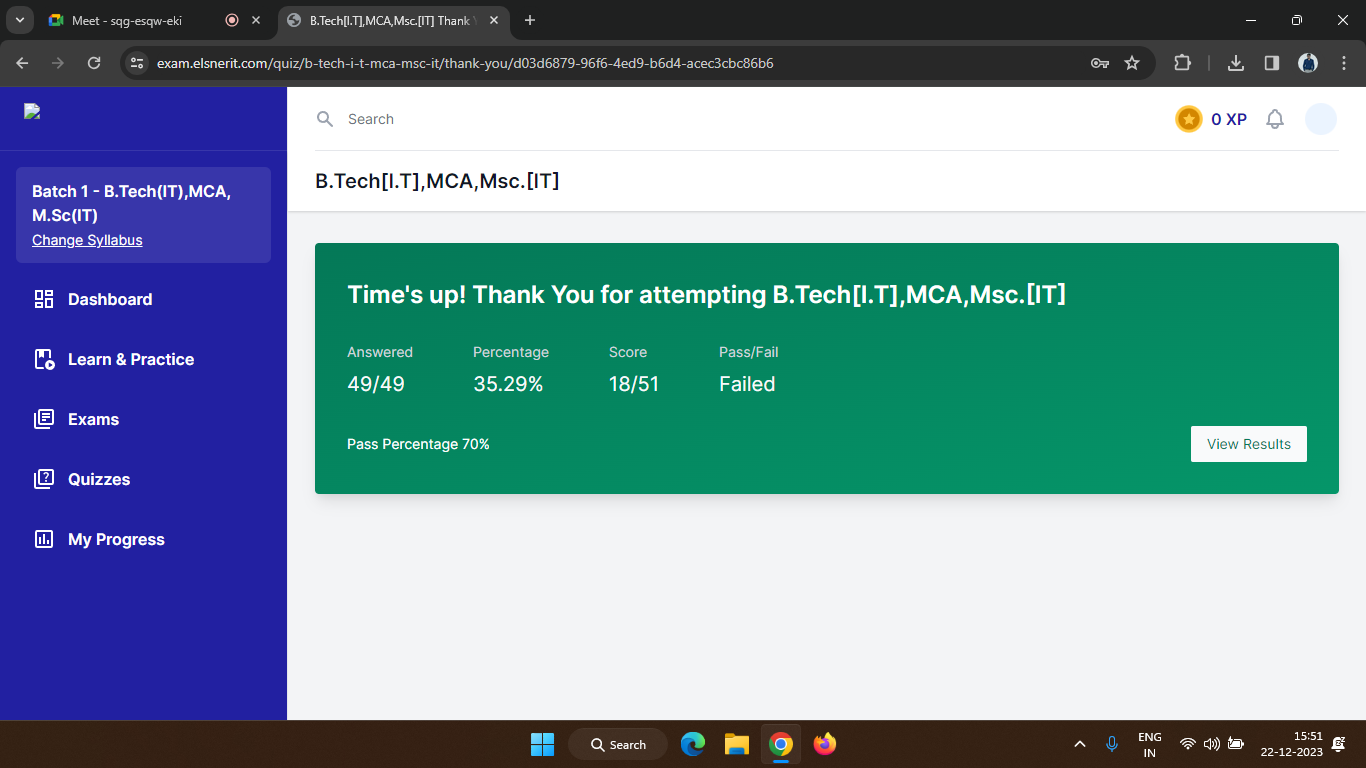 Meet - sqg-esqw-eki
B.Tech[I.T],MCA,Msc.[IT] Thank
exam.elsnerit.com/quiz/b-tech-i-t-mca-msc-it/thank-you/d03d6879-96f6-4ed9-b6d4-acec3cbc86b6
Search
0 XP
Batch 1 - B.Tech(IT),MCA,
M.Sc(IT)
Change Syllabus
Dashboard
Learn & Practice
Exams
Quizzes
My Progress
B.Tech[I.T],MCA,Msc.[IT]
Time's up! Thank You for attempting B.Tech[I.T],MCA,Msc.[IT]
Answered Percentage Score Pass/Fail
49/49 35.29% 18/51 Failed
Pass Percentage 70%
View Results
Search
ENG
IN
15:51
22-12-2023